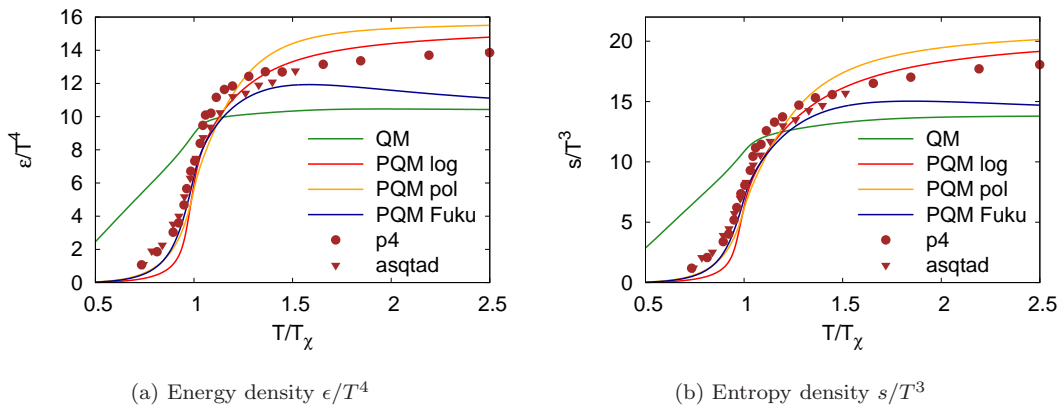 16
14
12
10
8
6
4
2
0
ε/T⁴
QM
PQM log
PQM pol
PQM Fuku
p4
asqtad
0.5 1 1.5 2 2.5
T/Tχ
(a) Energy density ϵ/T⁴
20
15
10
5
0
s/T³
QM
PQM log
PQM pol
PQM Fuku
p4
asqtad
0.5 1 1.5 2 2.5
T/Tχ
(b) Entropy density s/T³